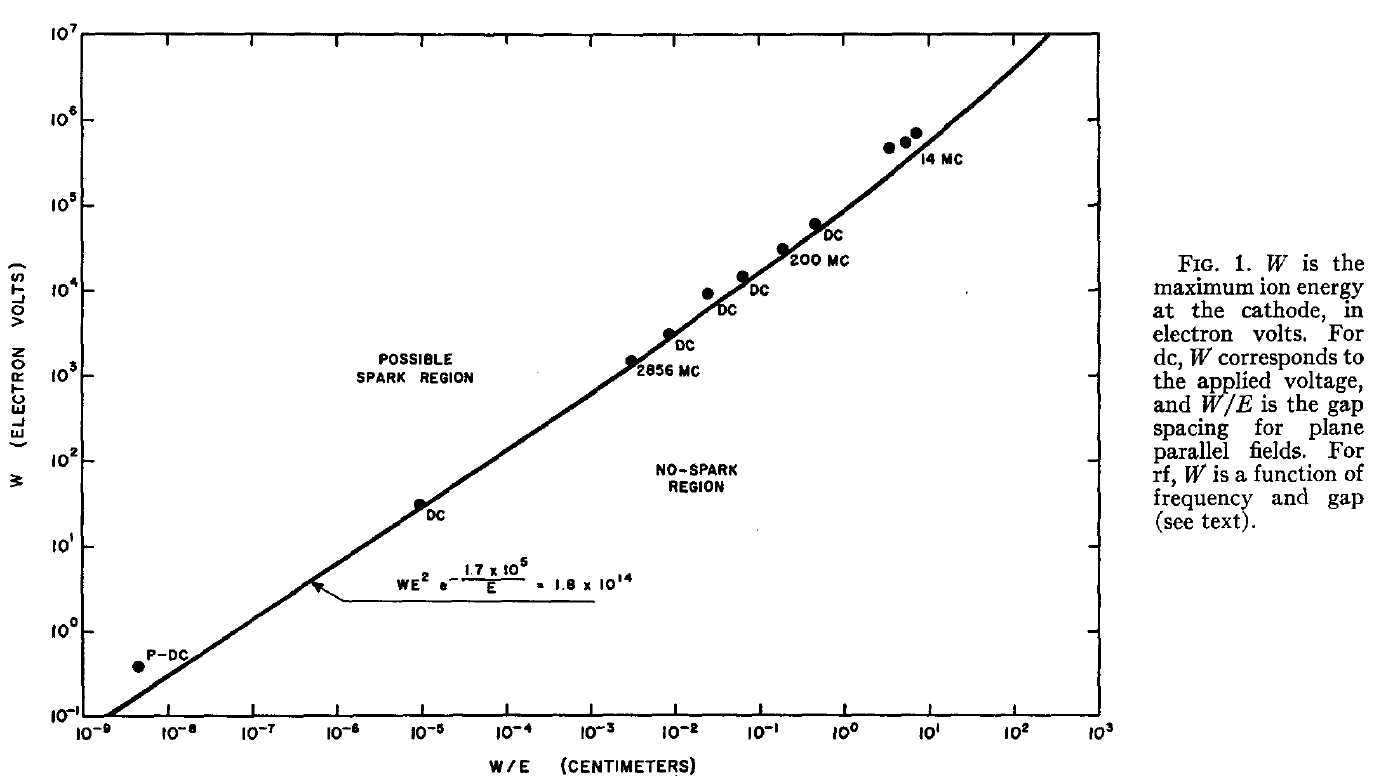 10⁷
10⁶
10⁵
10⁴
10³
10²
10¹
10⁰
10⁻¹
W (ELECTRON VOLTS)
14 MC
DC
200 MC
DC
DC
DC
2856 MC
POSSIBLE
SPARK REGION
NO-SPARK
REGION
DC
WE² e^-(1.7 x 10⁵/E) = 1.8 x 10¹⁴
P-DC
10⁻⁹ 10⁻⁸ 10⁻⁷ 10⁻⁶ 10⁻⁵ 10⁻⁴ 10⁻³ 10⁻² 10⁻¹ 10⁰ 10¹ 10² 10³
W/E (CENTIMETERS)
FIG. 1. W is the
maximum ion energy
at the cathode, in
electron volts. For
dc, W corresponds to
the applied voltage,
and W/E is the gap
spacing for plane
parallel fields. For
rf, W is a function of
frequency and gap
(see text).